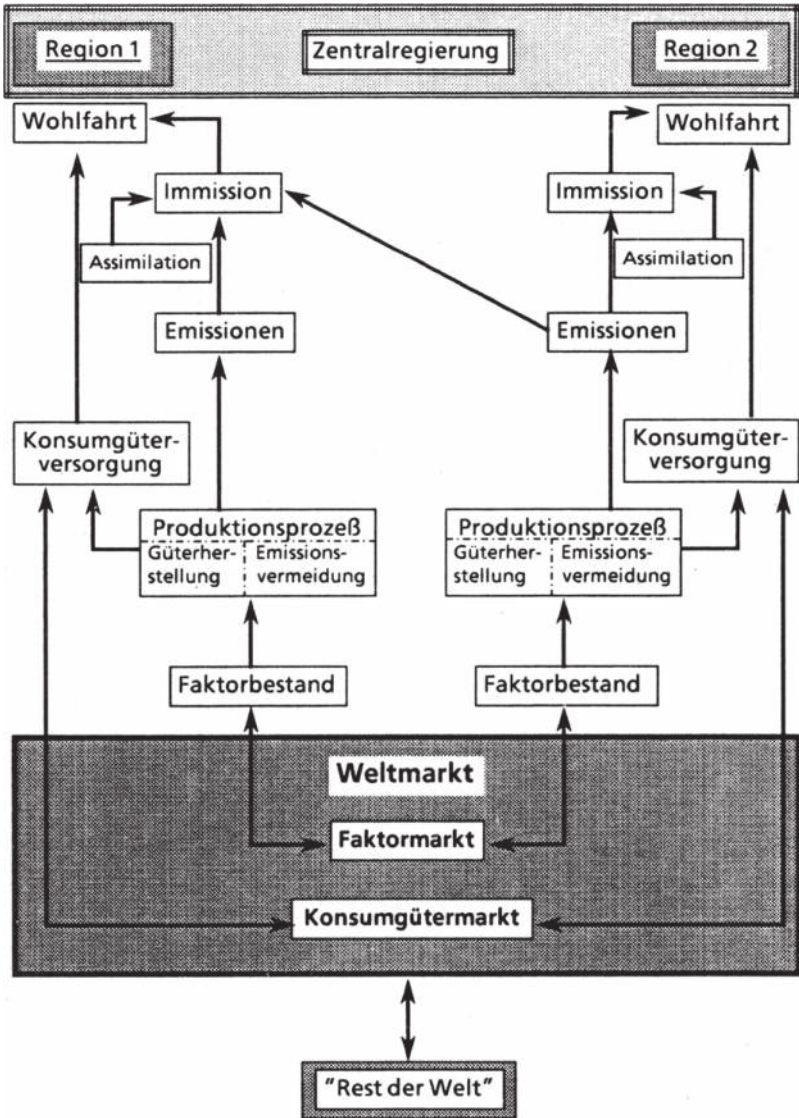 Region 1
Zentralregierung
Region 2
Wohlfahrt
Wohlfahrt
Immission
Immission
Assimilation
Assimilation
Emissionen
Emissionen
Konsumgüter-
versorgung
Konsumgüter-
versorgung
Produktionsprozeß
Güterher-
stellung
Emissions-
vermeidung
Produktionsprozeß
Güterher-
stellung
Emissions-
vermeidung
Faktorbestand
Faktorbestand
Weltmarkt
Faktormarkt
Konsumgütermarkt
"Rest der Welt"